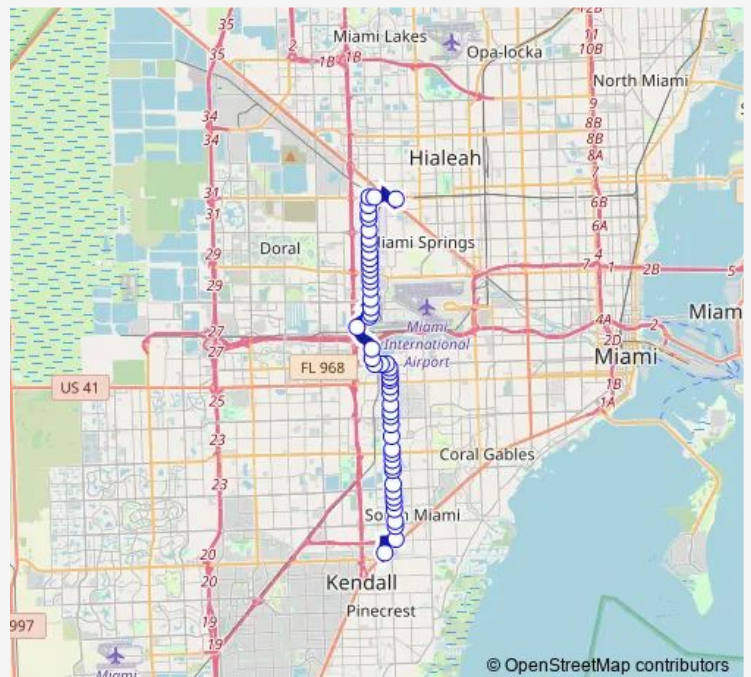 12B
35
Miami Lakes
11
2
1B
1B
10B
35
Opa-locka
North Miami
34
9
34
8B
8B
Hialeah
8A
7
31
6B
31
6A
Doral
iami Springs
29
7
4
1
2B
5
29
Miam
27
4A
2
Miami
International
Airport
27
2D
Miami
FL 968
US 41
1B
25
1A
23
Coral Gables
23
So
h Miami
20
20
Kendall
997
Pinecrest
19
19
Miami
© OpenStreetMap contributors